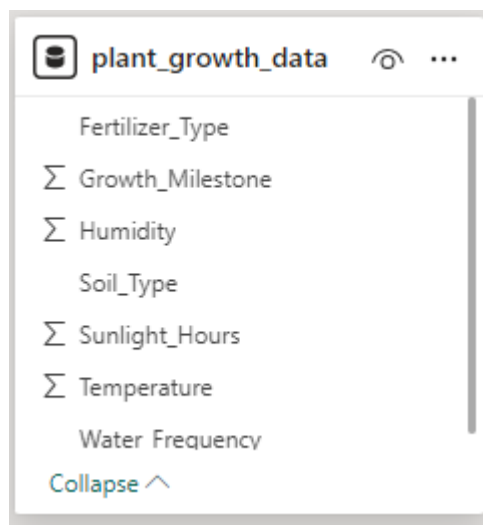 plant_growth_data
Fertilizer_Type
Σ Growth_Milestone
Σ Humidity
Soil_Type
Σ Sunlight_Hours
Σ Temperature
Water_Frequency
Collapse